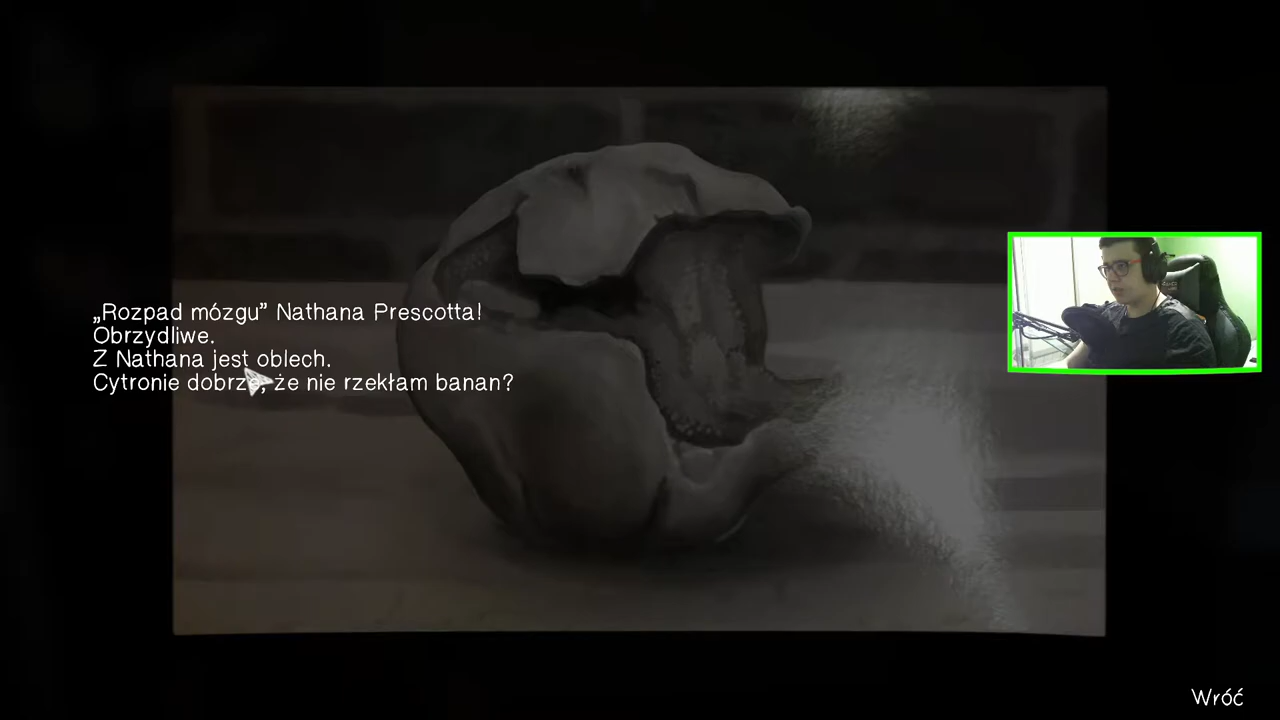 „Rozpad mózgu” Nathana Prescotta!
Obrzydliwe.
Z Nathana jest oblech.
Cytronie dobrze, że nie rzekłam banan?
Wróć